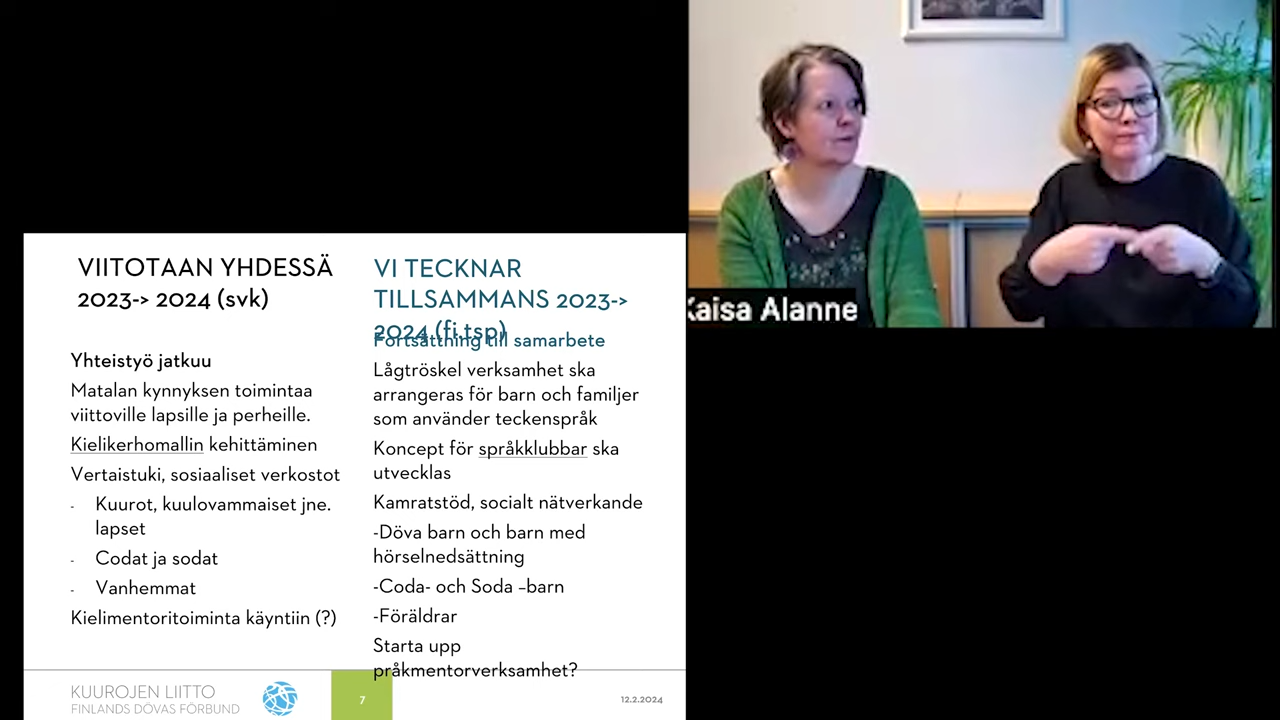 VIITOTAAN YHDESSÄ
2023-> 2024 (svk)
Yhteistyö jatkuu
Matalan kynnyksen toimintaa
viittoville lapsille ja perheille.
Kielikerhomallin kehittäminen
Vertaistuki, sosiaaliset verkostot
- Kuurot, kuulovammaiset jne.
lapset
- Codat ja sodat
- Vanhemmat
Kielimentoritoiminta käyntiin (?)
VI TECKNAR
TILLSAMMANS 2023->
2024 (fi.tsp)
Fortsättning till samarbete
Lågtröskel verksamhet ska
arrangeras för barn och familjer
som använder teckenspråk
Koncept för språkklubbar ska
utvecklas
Kamratstöd, socialt nätverkande
-Döva barn och barn med
hörselnedsättning
-Coda- och Soda –barn
-Föräldrar
Starta upp
pråkmentorverksamhet?
KUUROJEN LIITTO
FINLANDS DÖVAS FÖRBUND
7
12.2.2024
Kaisa Alanne